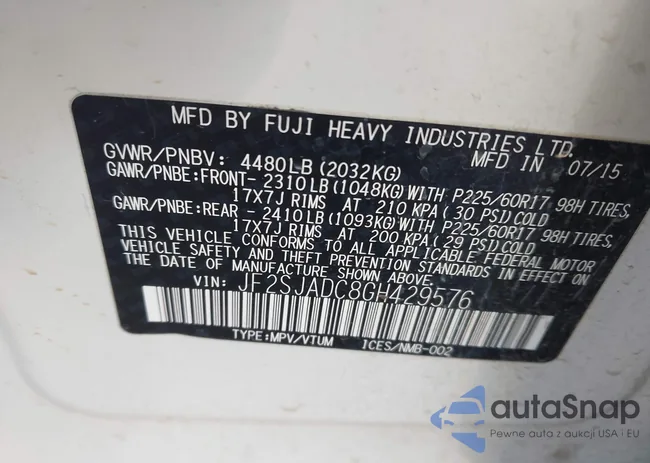 MFD BY FUJI HEAVY INDUSTRIES LTD.
GVWR/PNBV: 4480LB (2032KG) MFD IN 07/15
GAWR/PNBE:FRONT-2310LB (1048KG) WITH P225/60R17 98H TIRES,
17X7J RIMS AT 210 KPA (30 PSI) COLD
GAWR/PNBE:REAR -2410LB (1093KG) WITH P225/60R17 98H TIRES,
17X7J RIMS AT 200 KPA (29 PSI) COLD
THIS VEHICLE CONFORMS TO ALL APPLICABLE FEDERAL MOTOR
VEHICLE SAFETY AND THEFT PREVENTION STANDARDS IN EFFECT
ON THE DATE OF MANUFACTURE SHOWN ABOVE.
VIN: JF2SJADC8GH429576
TYPE:MPV/VTUM ICES/NMB-002
autaSnap
Pewne auta z aukcji USA i EU